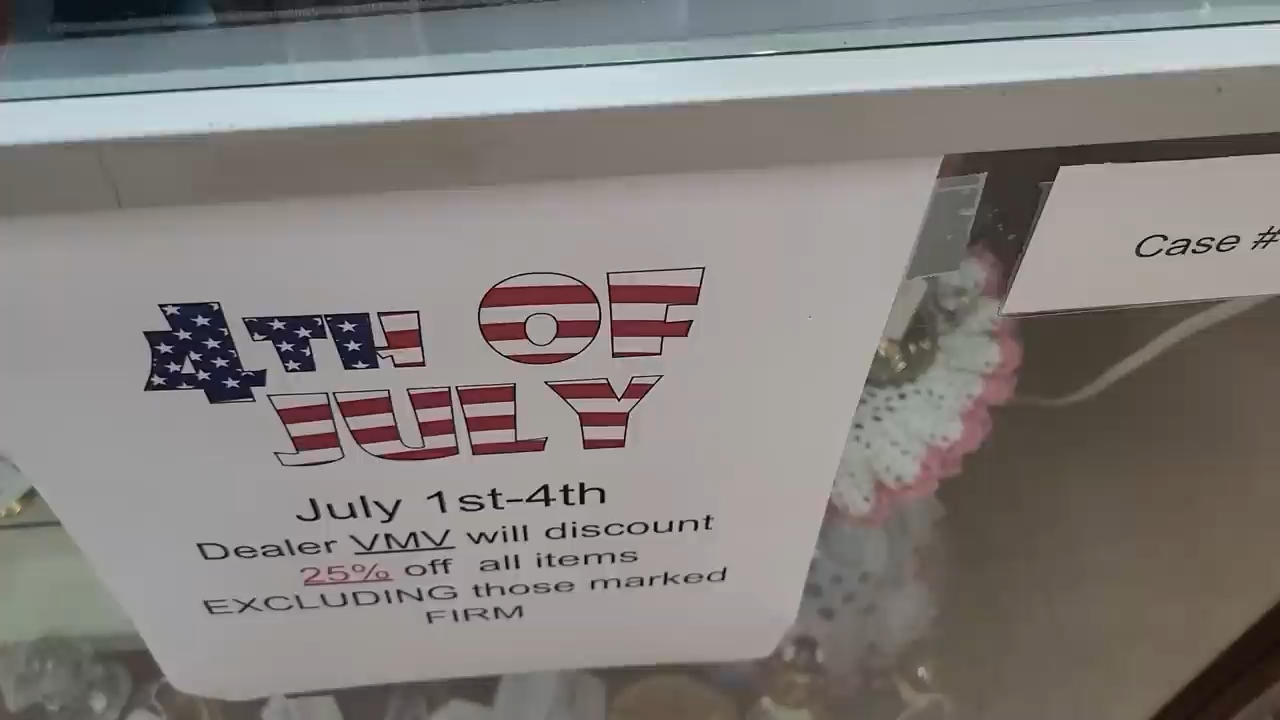 4TH OF
JULY
July 1st-4th
Dealer VMV will discount
25% off all items
EXCLUDING those marked
FIRM
Case #